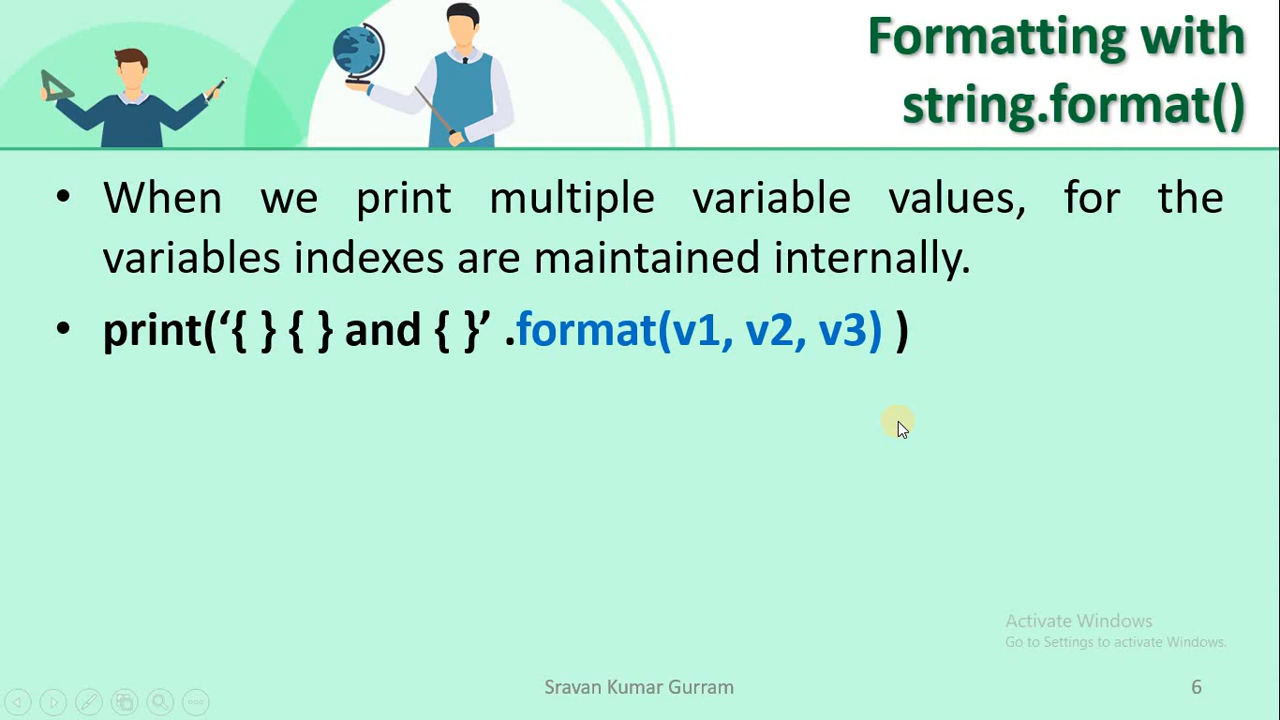 Formatting with
string.format()
• When we print multiple variable values, for the
variables indexes are maintained internally.
• print(‘{ } { } and { }’ .format(v1, v2, v3) )
Activate Windows
Go to Settings to activate Windows.
Sravan Kumar Gurram
6